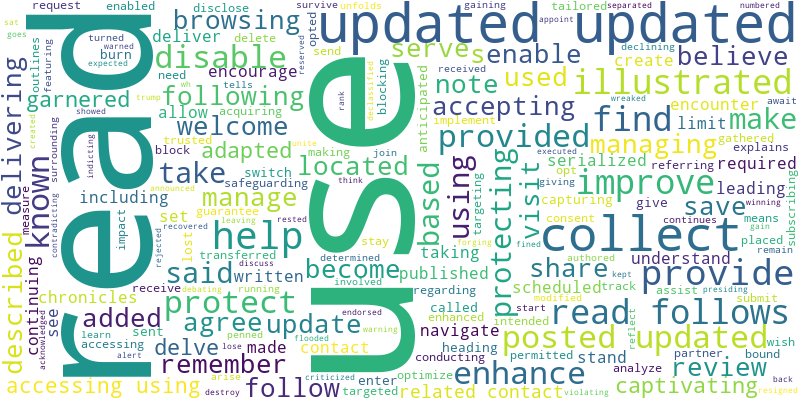 request enabled disclose survive unfolds gaining tailored separated numbered
sat turned browsing opted updated updated appoint declining
goes warned burn deliver delete send
outlines expected disable serves enable create believe
featuring need encourage blocking note used illustrated
garnered following tells rank declassified received encounter await
delivering read trump wh acquiring anticipated accepting implement find limit make
created showed allow trusted unite join provided managing gathered explains
surrounding welcome block adapted switch making located executed serialized referring required
indicting take safeguarding think based using targeting opt giving improve leading
known measure including announced manage guarantee leaving use protecting visit capturing save winning subscribing
contradicting impact set recovered rested stay consent give continues means gain
described lost help transferred determined taking fined collect authored placed remain
continuing rejected discuss become involved published scheduled share kept understand
chronicles receive said written regarding track modified assist provide presiding
acknowledged see added protect debating running endorsed called enhanced start intended read follows submit
learn sent agree update penned flooded warning navigate forging reflect posted updated wish
accessing alert delve lose made contact criticized heading permitted stand partner bound
remember arise enter conducting optimize enhance analyze review back
accessing using destroy follow targeted related contact violating captivating resigned